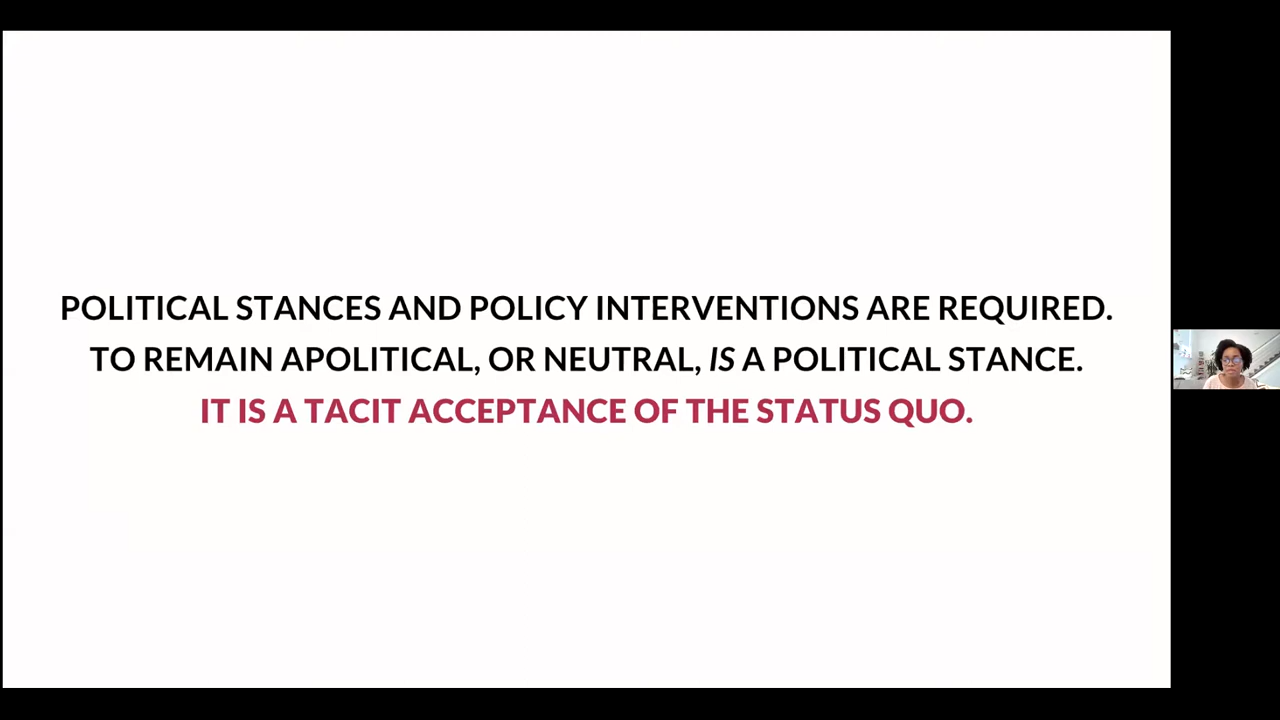 POLITICAL STANCES AND POLICY INTERVENTIONS ARE REQUIRED.
TO REMAIN APOLITICAL, OR NEUTRAL, IS A POLITICAL STANCE.
IT IS A TACIT ACCEPTANCE OF THE STATUS QUO.